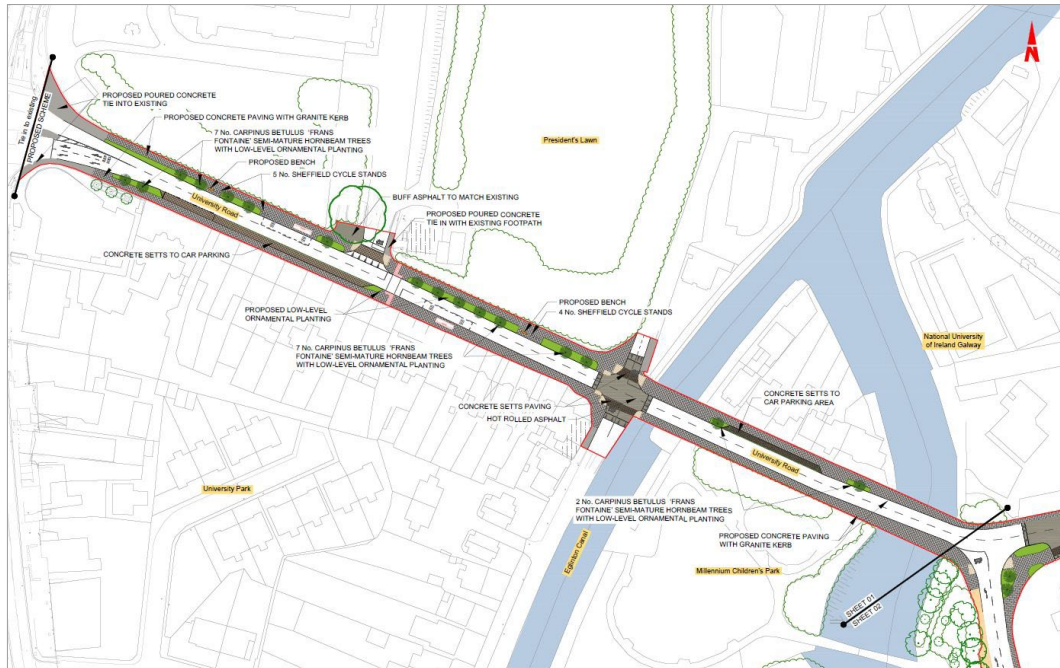 N
Tie in to existing
PROPOSED SCHEME
PROPOSED POURED CONCRETE
TIE INTO EXISTING
PROPOSED CONCRETE PAVING WITH GRANITE KERB
7 No. CARPINUS BETULUS 'FRANS
FONTAINE' SEMI-MATURE HORNBEAM TREES
WITH LOW-LEVEL ORNAMENTAL PLANTING
PROPOSED BENCH
5 No. SHEFFIELD CYCLE STANDS
President's Lawn
BUFF ASPHALT TO MATCH EXISTING
PROPOSED POURED CONCRETE
TIE IN WITH EXISTING FOOTPATH
University Road
CONCRETE SETTS TO CAR PARKING
PROPOSED LOW-LEVEL
ORNAMENTAL PLANTING
PROPOSED BENCH
4 No. SHEFFIELD CYCLE STANDS
7 No. CARPINUS BETULUS 'FRANS
FONTAINE' SEMI-MATURE HORNBEAM TREES
WITH LOW-LEVEL ORNAMENTAL PLANTING
National University
of Ireland Galway
CONCRETE SETTS PAVING
HOT ROLLED ASPHALT
CONCRETE SETTS TO
CAR PARKING AREA
University Road
University Park
2 No. CARPINUS BETULUS 'FRANS
FONTAINE' SEMI-MATURE HORNBEAM TREES
WITH LOW-LEVEL ORNAMENTAL PLANTING
PROPOSED CONCRETE PAVING
WITH GRANITE KERB
Eglinton Canal
Millennium Children's Park
SHEET 01
SHEET 02